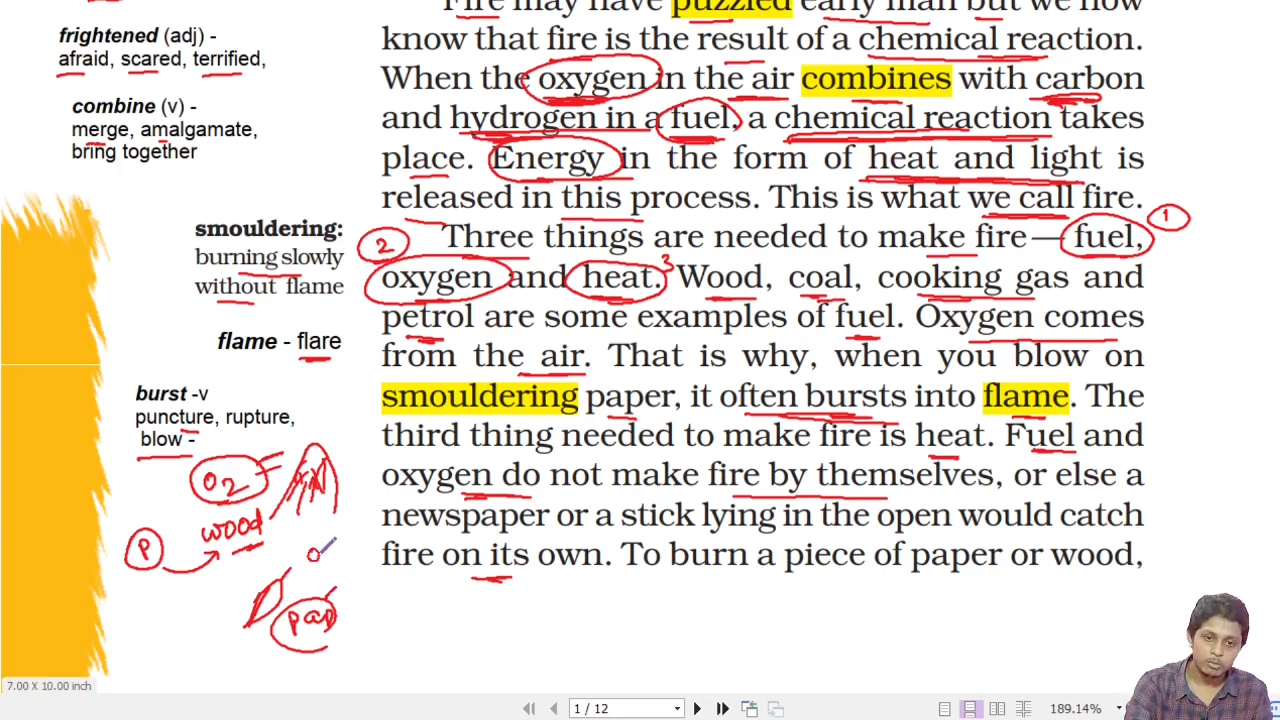 Fire may have puzzled early man but we now
know that fire is the result of a chemical reaction.
When the oxygen in the air combines with carbon
and hydrogen in a fuel, a chemical reaction takes
place. Energy in the form of heat and light is
released in this process. This is what we call fire.
Three things are needed to make fire—fuel,
oxygen and heat. Wood, coal, cooking gas and
petrol are some examples of fuel. Oxygen comes
from the air. That is why, when you blow on
smouldering paper, it often bursts into flame. The
third thing needed to make fire is heat. Fuel and
oxygen do not make fire by themselves, or else a
newspaper or a stick lying in the open would catch
fire on its own. To burn a piece of paper or wood,
frightened (adj) -
afraid, scared, terrified,
combine (v) -
merge, amalgamate,
bring together
smouldering:
burning slowly
without flame
flame - flare
burst -v
puncture, rupture,
blow -
1
2
3
O2
wood
P
7.00 X 10.00 inch
1 / 12
189.14%